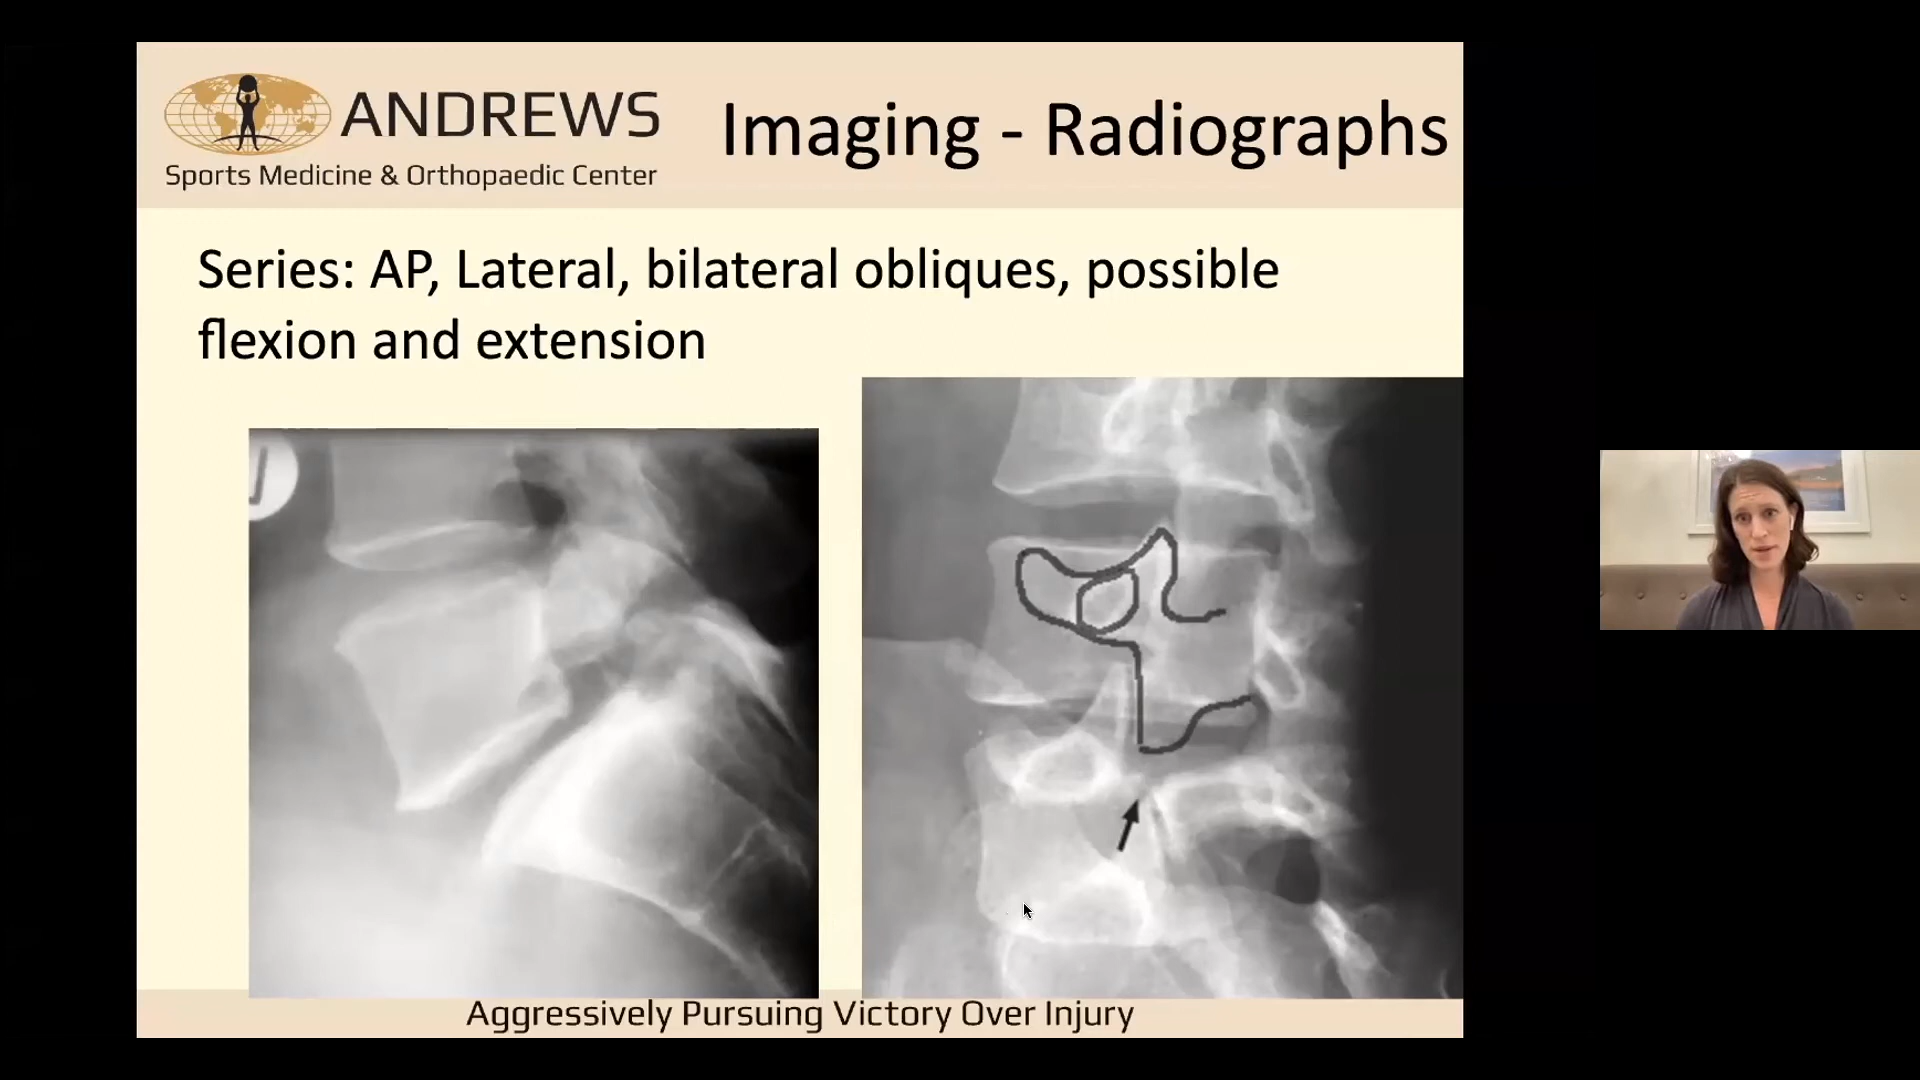 ANDREWS
Sports Medicine & Orthopaedic Center
Imaging - Radiographs
Series: AP, Lateral, bilateral obliques, possible
flexion and extension
Aggressively Pursuing Victory Over Injury